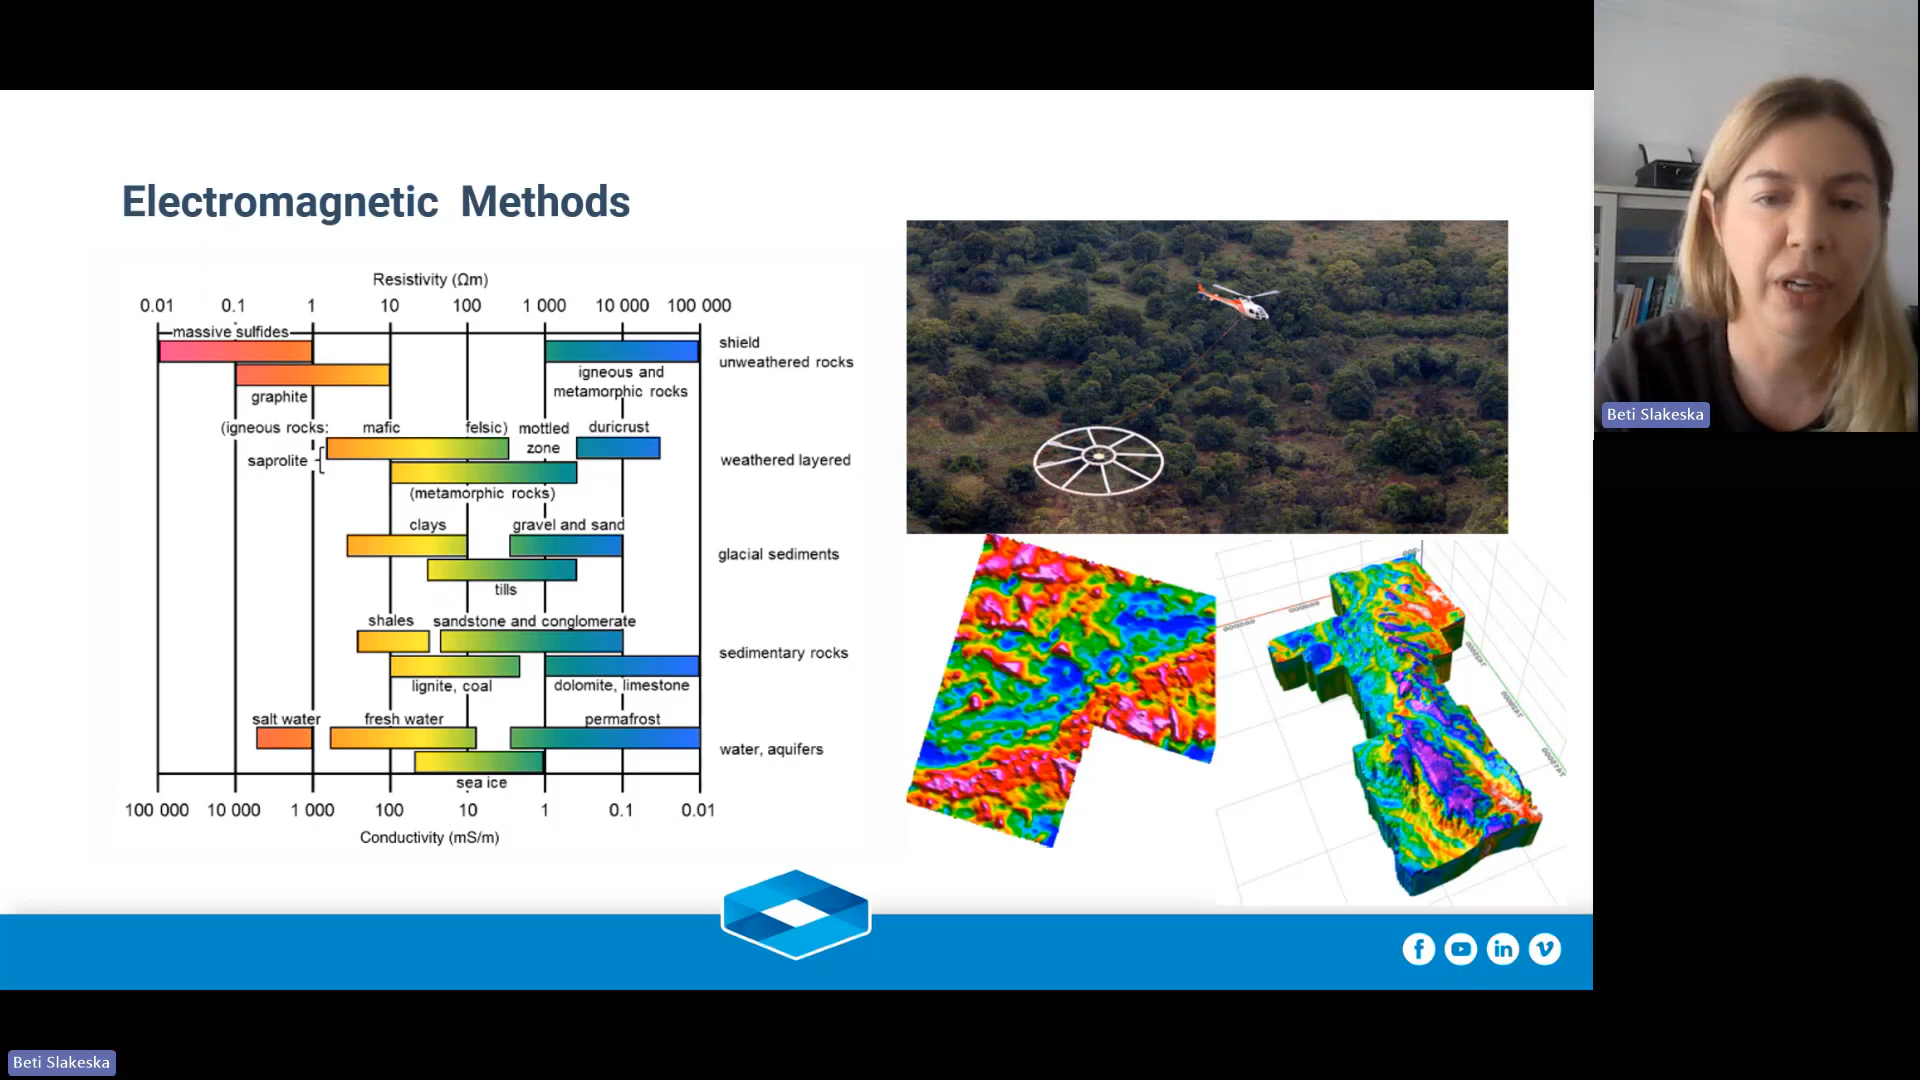 Electromagnetic Methods
Resistivity (Ωm)
0.01 0.1 1 10 100 1 000 10 000 100 000
massive sulfides
shield
unweathered rocks
igneous and
metamorphic rocks
graphite
(igneous rocks: mafic felsic) mottled
zone
duricrust
saprolite
weathered layered
(metamorphic rocks)
clays gravel and sand
glacial sediments
tills
shales sandstone and conglomerate
sedimentary rocks
lignite, coal dolomite, limestone
salt water fresh water permafrost
water, aquifers
sea ice
100 000 10 000 1 000 100 10 1 0.1 0.01
Conductivity (mS/m)
Beti Slakeska
Beti Slakeska